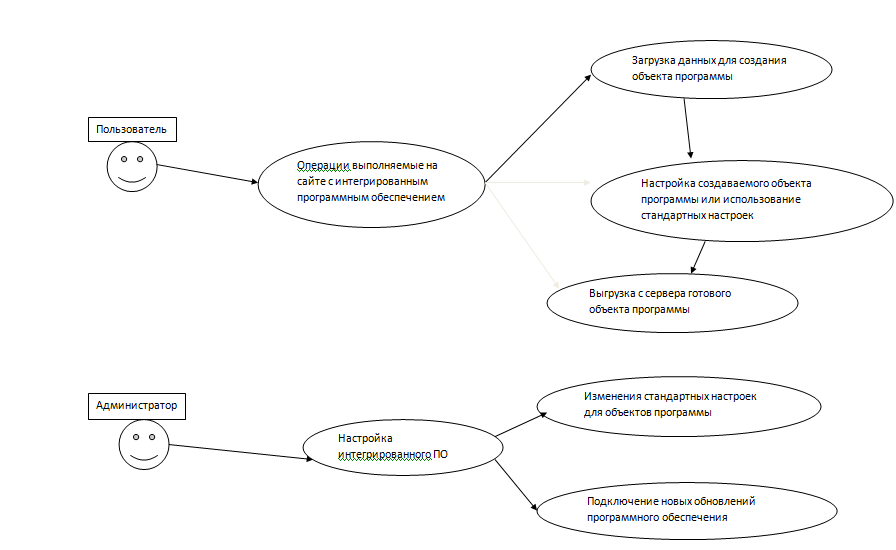 Загрузка данных для создания
объекта программы
Пользователь
Операции выполняемые на
сайте с интегрированным
программным обеспечением
Настройка создаваемого объекта
программы или использование
стандартных настроек
Выгрузка с сервера готового
объекта программы
Администратор
Изменения стандартных настроек
для объектов программы
Настройка
интегрированного ПО
Подключение новых обновлений
программного обеспечения